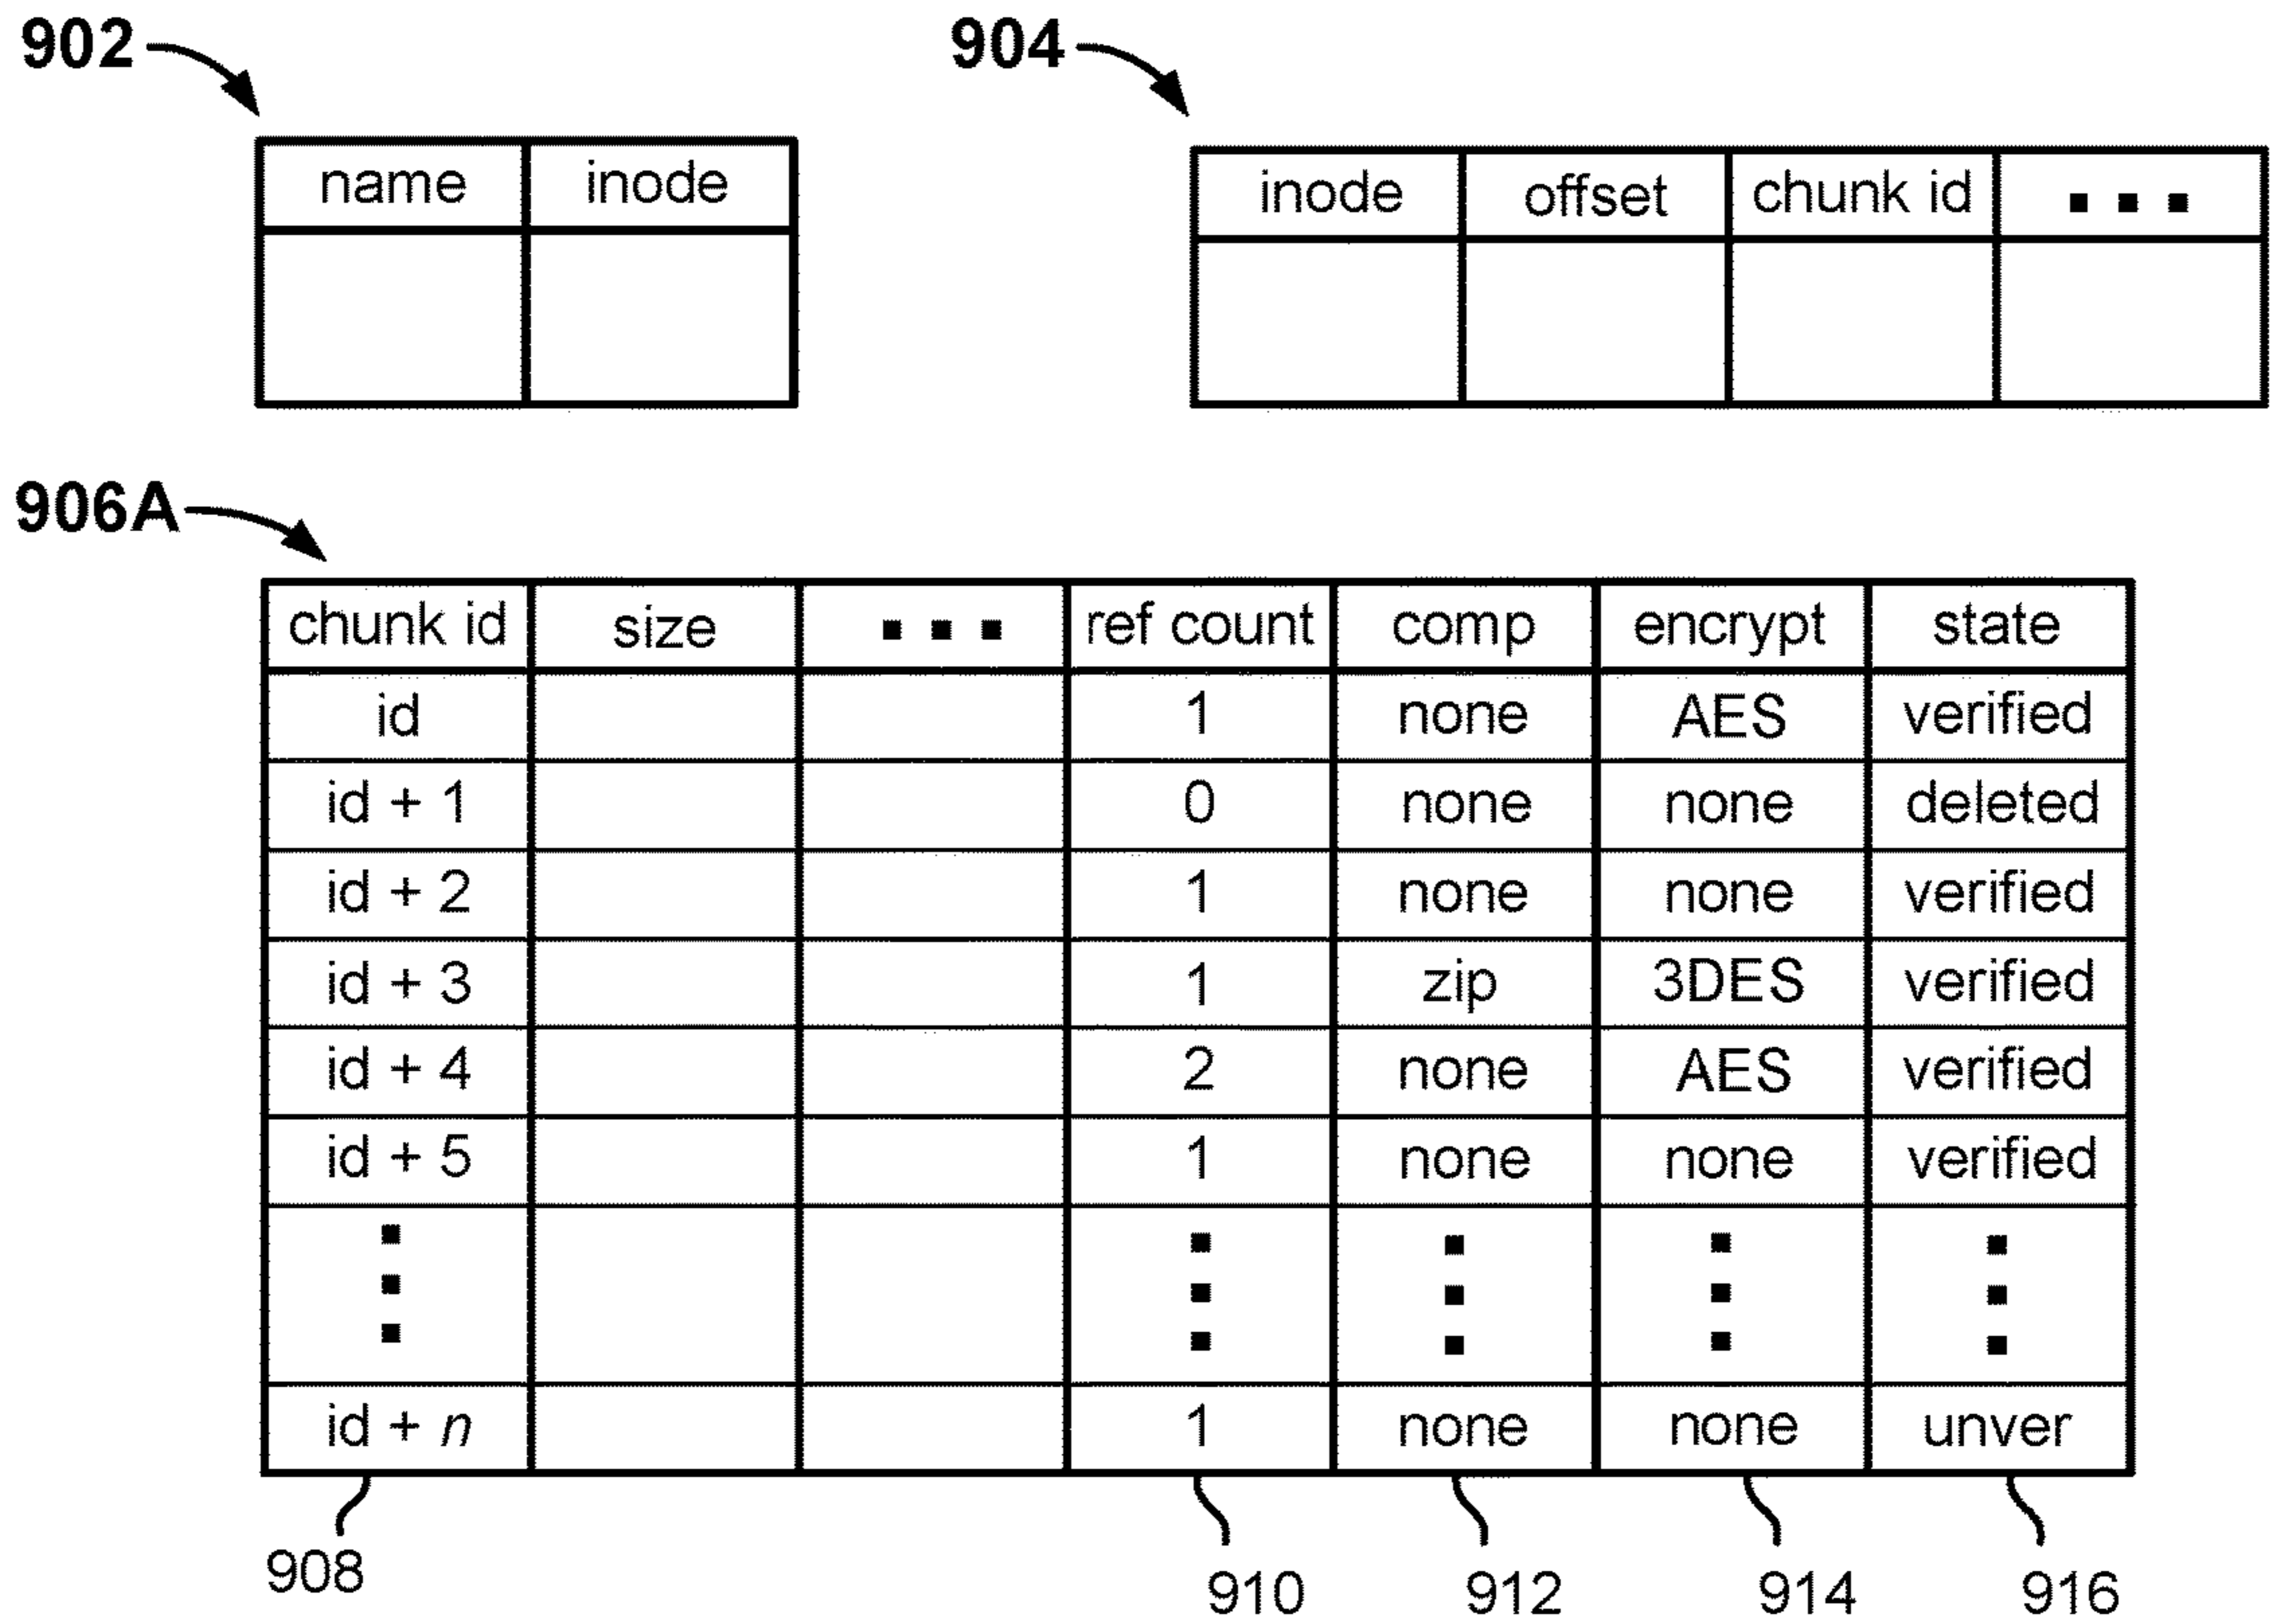 902
904
name inode
inode offset chunk id ...
906A
chunk id size ... ref count comp encrypt state
id 1 none AES verified
id + 1 0 none none deleted
id + 2 1 none none verified
id + 3 1 zip 3DES verified
id + 4 2 none AES verified
id + 5 1 none none verified
id + n 1 none none unver
908 910 912 914 916